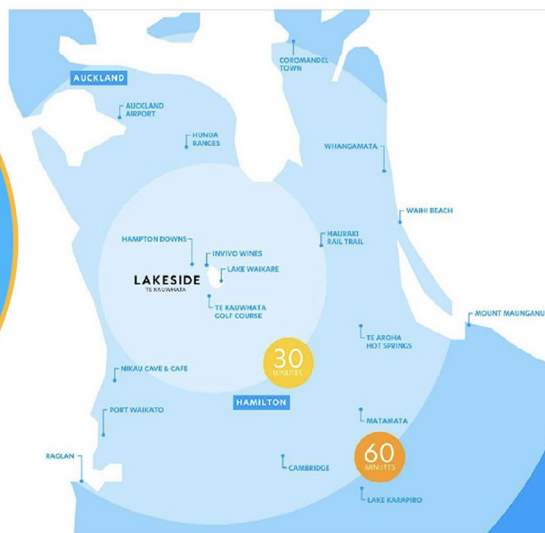 COROMANDEL
TOWN
AUCKLAND
AUCKLAND
AIRPORT
HUNUA
RANGES
WHANGAMATA
WAIHI BEACH
HAURAKI
RAIL TRAIL
HAMPTON DOWNS
INVIVO WINES
LAKE WAIKARE
LAKESIDE
TE KAUWHATA
TE KAUWHATA
GOLF COURSE
MOUNT MAUNGANU
TE AROHA
HOT SPRINGS
30
MINUTES
NIKAU CAVE & CAFE
HAMILTON
PORT WAIKATO
MATAMATA
RAGLAN
60
MINUTES
CAMBRIDGE
LAKE KARAPIRO